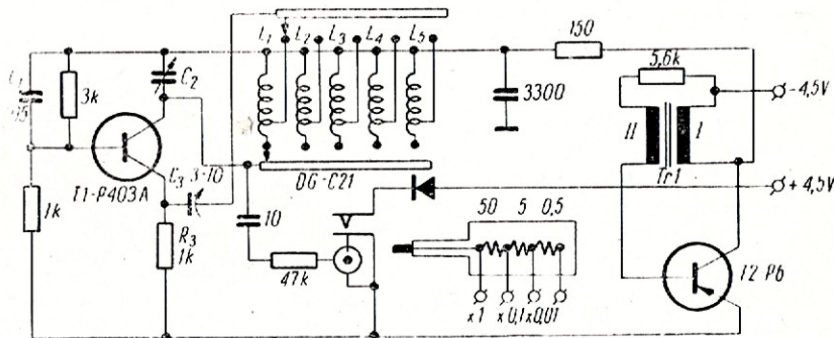 L1 L2 L3 L4 L5
150
5,6k
-4,5V
C2
3k
3300
II I
Tr1
C3 3-10
DG-C21
T1-P403A
+4,5V
1k
10
50 5 0,5
R3
1k
47k
T2 P6
x1 x0,1 x0,01